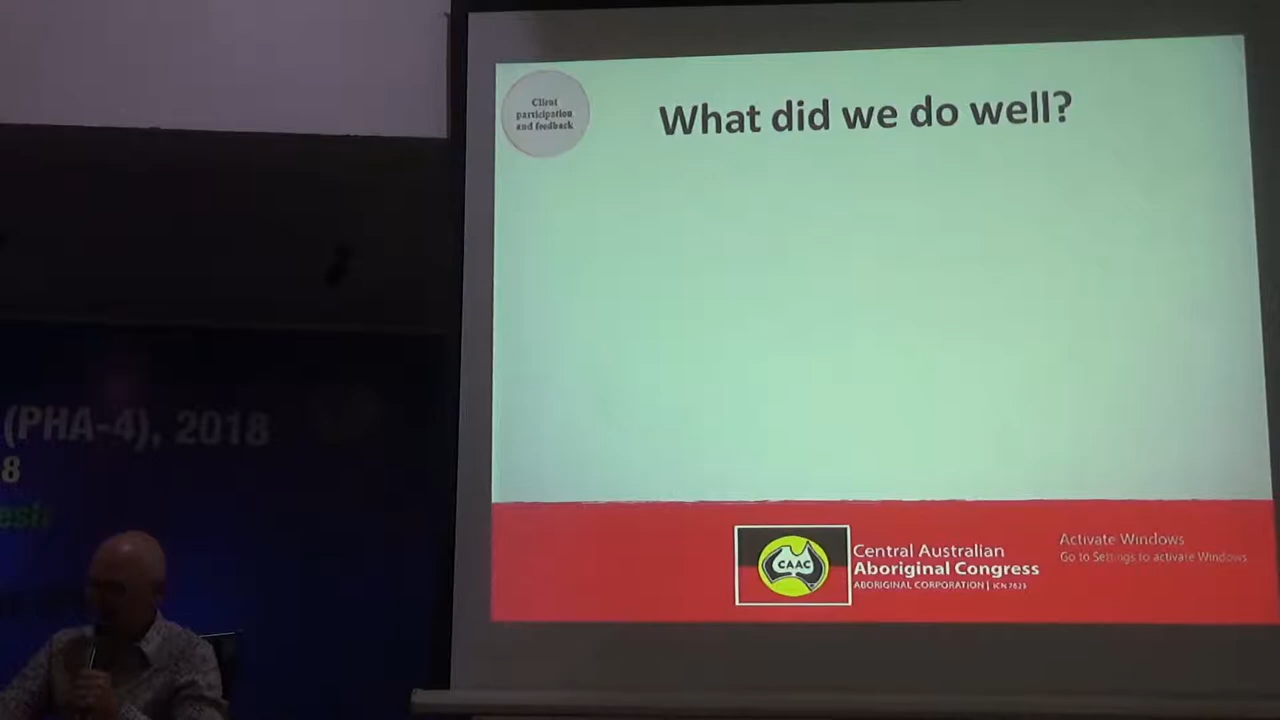 Client
participation
and feedback
What did we do well?
(PHA-4), 2018
8
esh
CAAC
Central Australian
Aboriginal Congress
ABORIGINAL CORPORATION | ICN 7823
Activate Windows
Go to Settings to activate Windows.